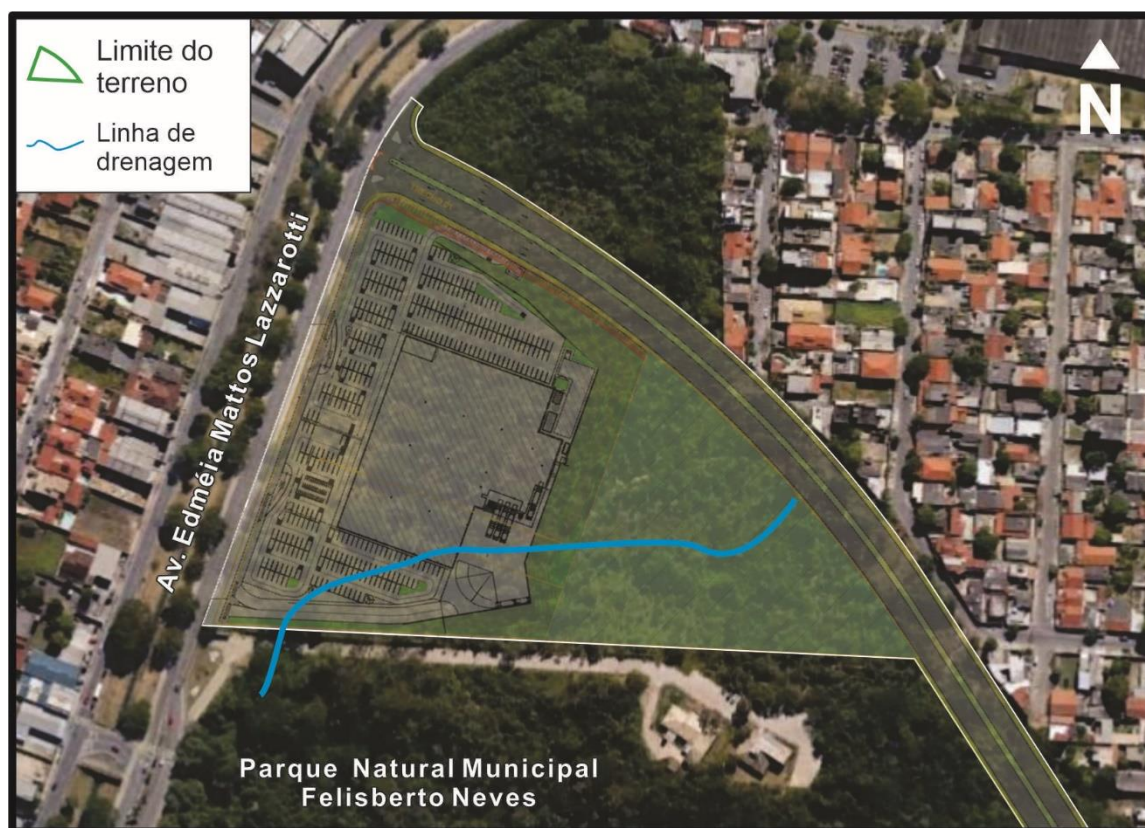 Limite do
terreno
Linha de
drenagem
N
Av. Edméia Mattos Lazzarotti
Parque Natural Municipal
Felisberto Neves